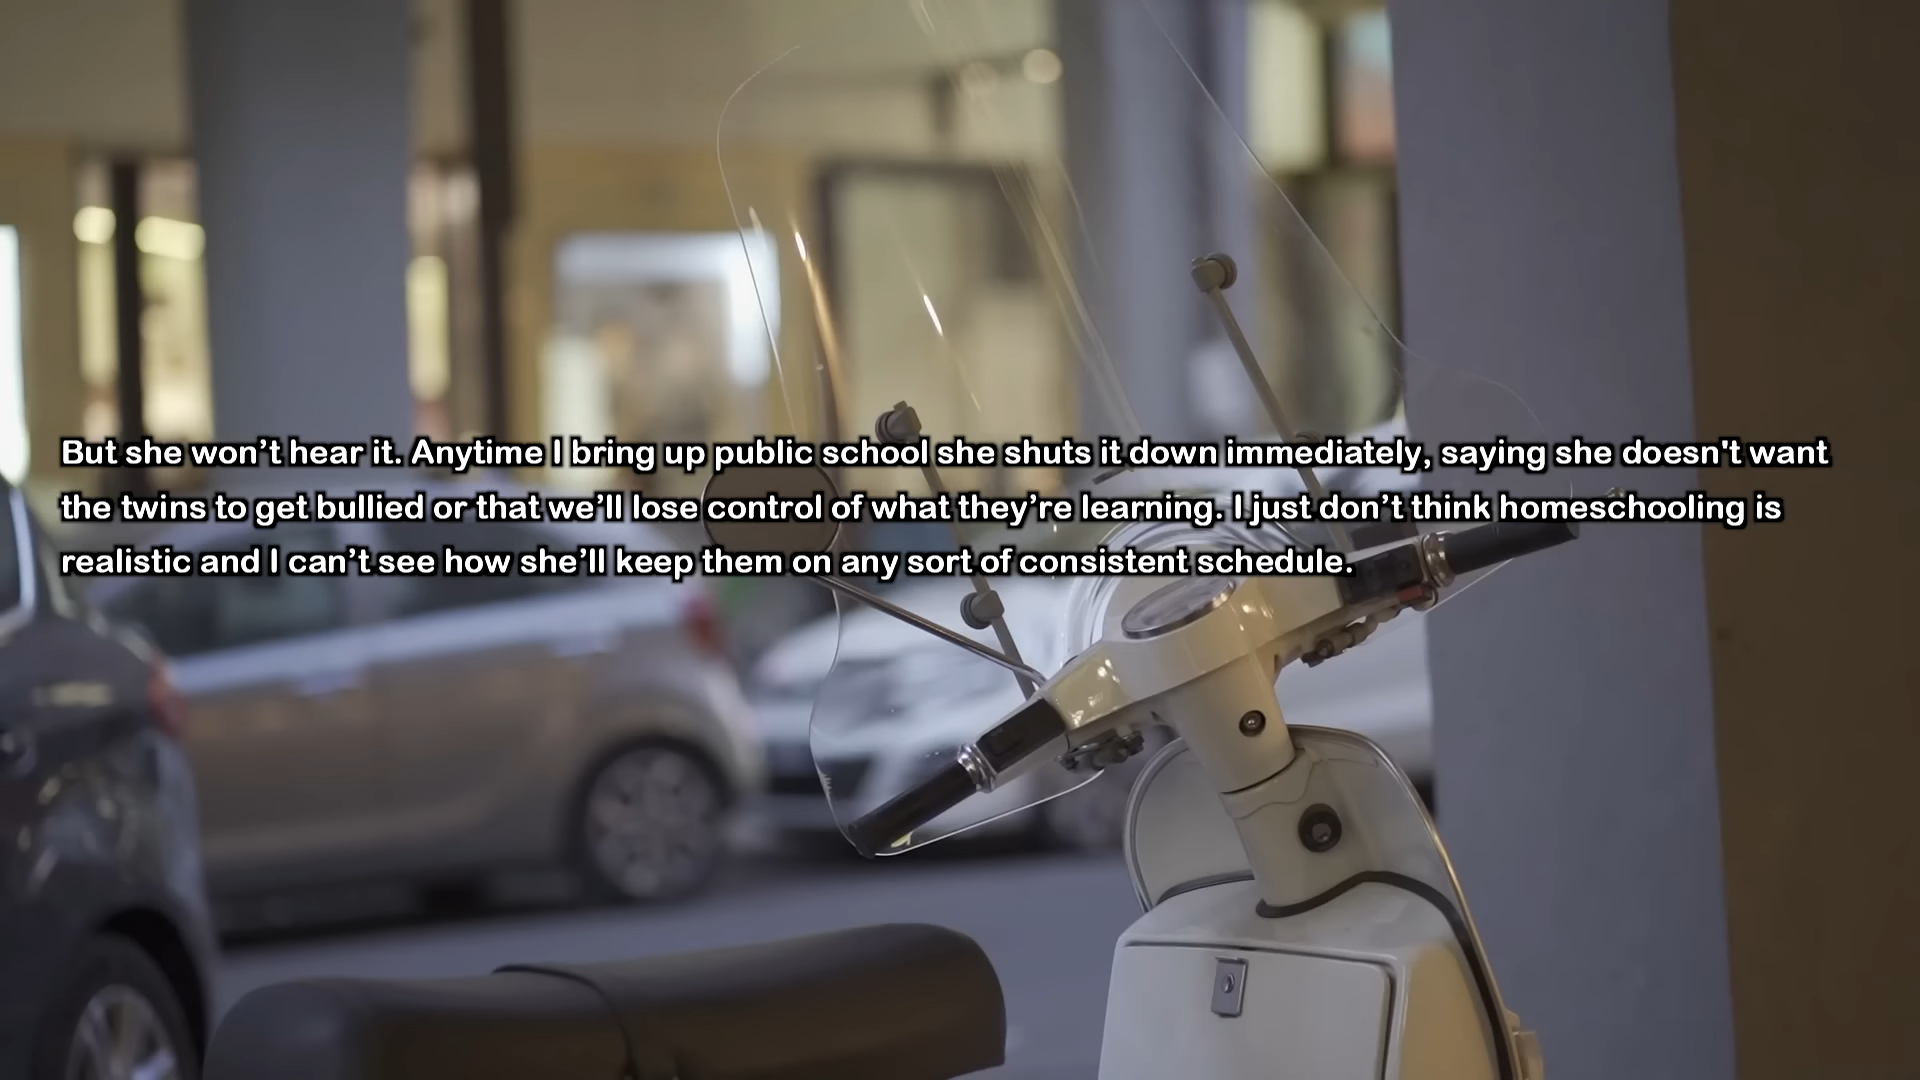 But she won’t hear it. Anytime I bring up public school she shuts it down immediately, saying she doesn't want
the twins to get bullied or that we’ll lose control of what they’re learning. I just don’t think homeschooling is
realistic and I can’t see how she’ll keep them on any sort of consistent schedule.